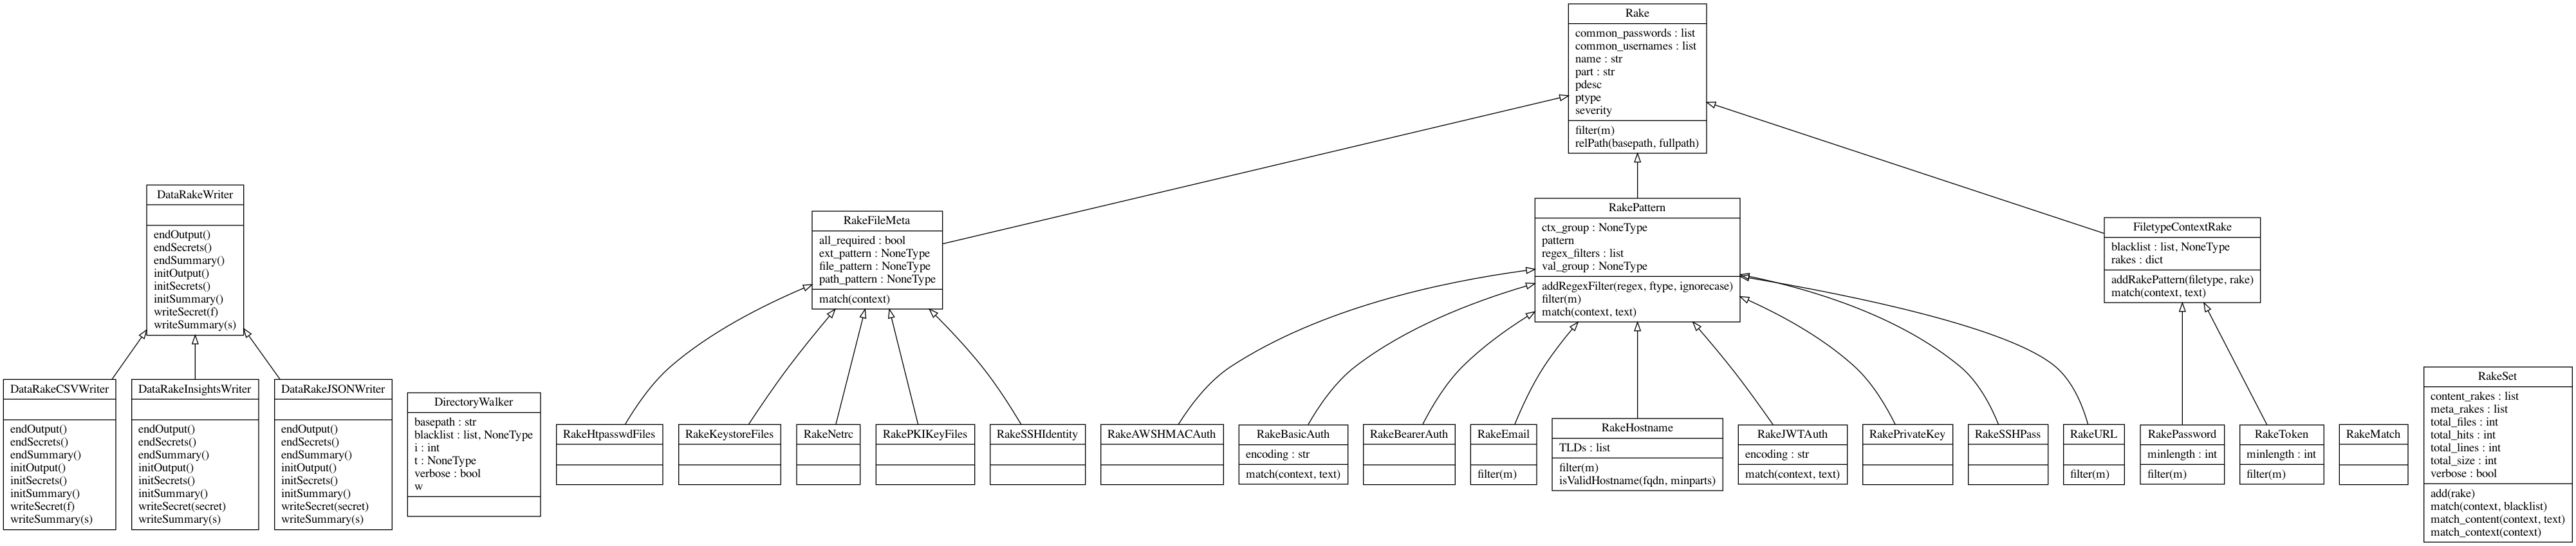 Rake
common_passwords : list
common_usernames : list
name : str
part : str
pdesc
ptype
severity
filter(m)
relPath(basepath, fullpath)
DataRakeWriter
endOutput()
endSecrets()
endSummary()
initOutput()
initSecrets()
initSummary()
writeSecret(f)
writeSummary(s)
RakeFileMeta
all_required : bool
ext_pattern : NoneType
file_pattern : NoneType
path_pattern : NoneType
match(context)
RakePattern
ctx_group : NoneType
pattern
regex_filters : list
val_group : NoneType
addRegexFilter(regex, ftype, ignorecase)
filter(m)
match(context, text)
FiletypeContextRake
blacklist : list, NoneType
rakes : dict
addRakePattern(filetype, rake)
match(context, text)
DataRakeCSVWriter
endOutput()
endSecrets()
endSummary()
initOutput()
initSecrets()
initSummary()
writeSecret(f)
writeSummary(s)
DataRakeInsightsWriter
endOutput()
endSecrets()
endSummary()
initOutput()
initSecrets()
initSummary()
writeSecret(secret)
writeSummary(s)
DataRakeJSONWriter
endOutput()
endSecrets()
endSummary()
initOutput()
initSecrets()
initSummary()
writeSecret(secret)
writeSummary(s)
DirectoryWalker
basepath : str
blacklist : list, NoneType
i : int
t : NoneType
verbose : bool
w
RakeHtpasswdFiles
RakeKeystoreFiles
RakeNetrc
RakePKIKeyFiles
RakeSSHIdentity
RakeAWSHMACAuth
RakeBasicAuth
encoding : str
match(context, text)
RakeBearerAuth
RakeEmail
filter(m)
RakeHostname
TLDs : list
filter(m)
isValidHostname(fqdn, minparts)
RakeJWTAuth
encoding : str
match(context, text)
RakePrivateKey
RakeSSHPass
RakeURL
filter(m)
RakePassword
minlength : int
filter(m)
RakeToken
minlength : int
filter(m)
RakeMatch
RakeSet
content_rakes : list
meta_rakes : list
total_files : int
total_hits : int
total_lines : int
total_size : int
verbose : bool
add(rake)
match(context, blacklist)
match_content(context, text)
match_context(context)